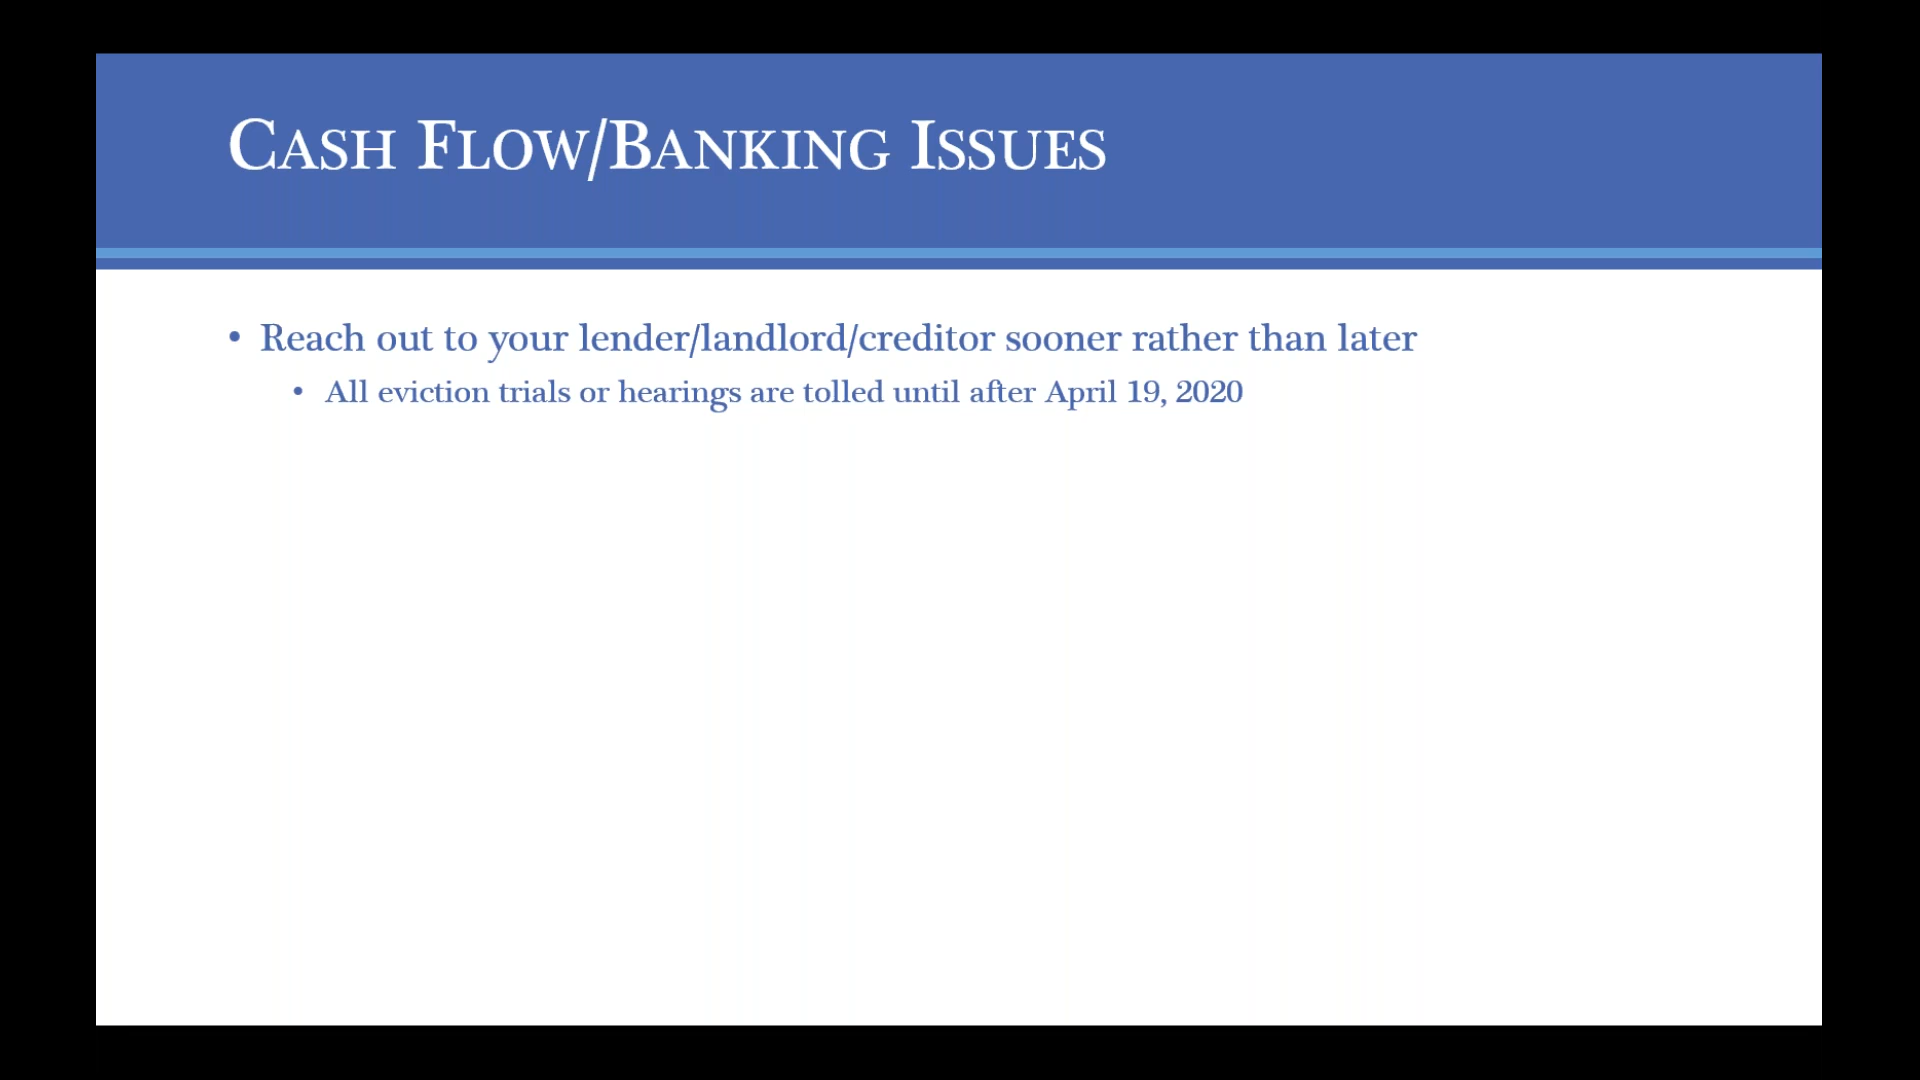 CASH FLOW/BANKING ISSUES
• Reach out to your lender/landlord/creditor sooner rather than later
• All eviction trials or hearings are tolled until after April 19, 2020